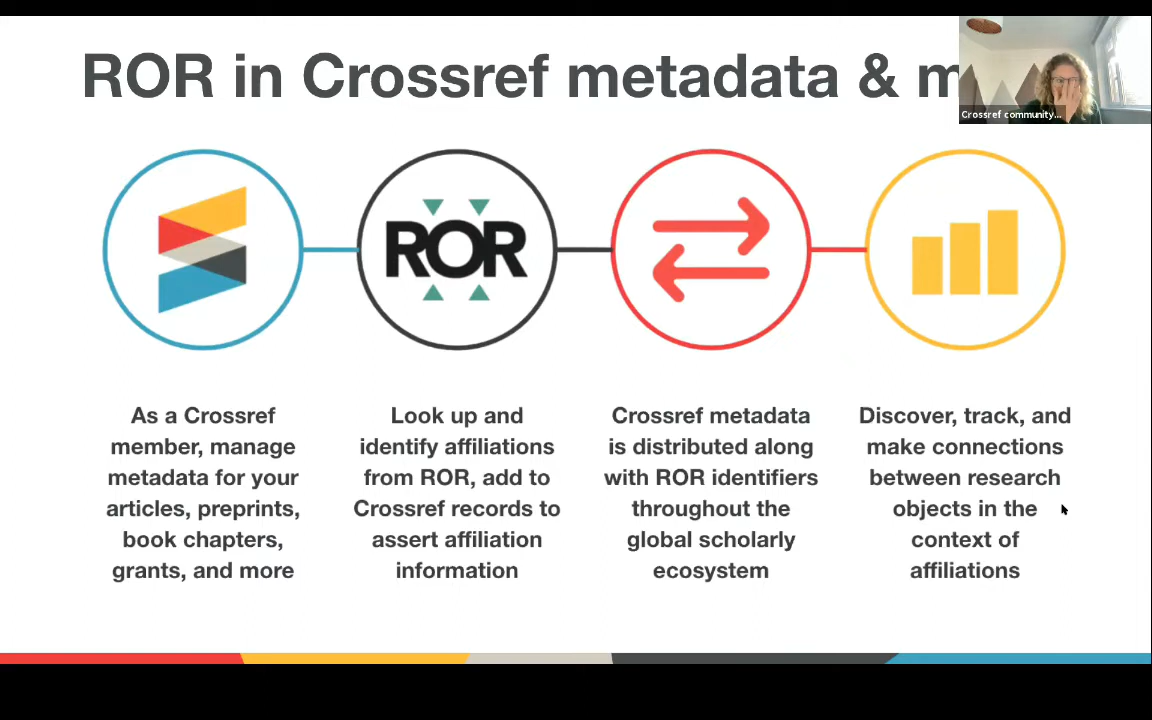 ROR in Crossref metadata & m
Crossref community...
ROR
As a Crossref
member, manage
metadata for your
articles, preprints,
book chapters,
grants, and more
Look up and
identify affiliations
from ROR, add to
Crossref records to
assert affiliation
information
Crossref metadata
is distributed along
with ROR identifiers
throughout the
global scholarly
ecosystem
Discover, track, and
make connections
between research
objects in the
context of
affiliations